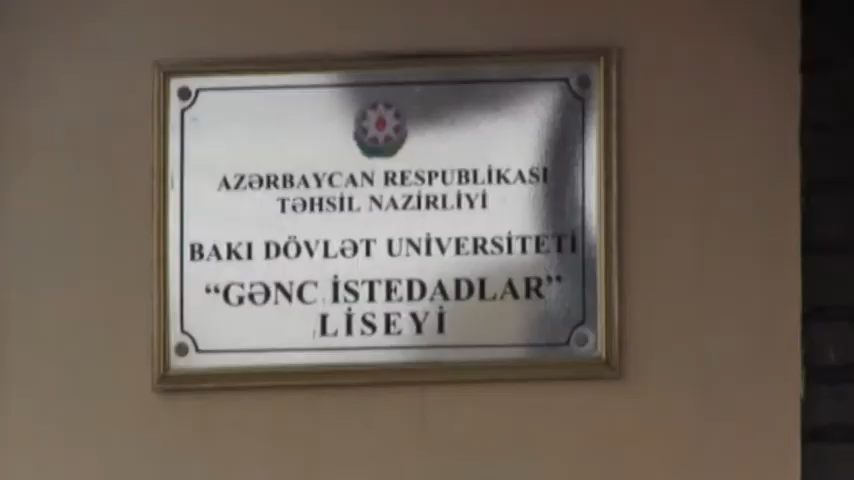 AZƏRBAYCAN RESPUBLİKASI
TƏHSİL NAZİRLİYİ
BAKI DÖVLƏT UNİVERSİTETİ
“GƏNC İSTEDADLAR”
LİSEYİ